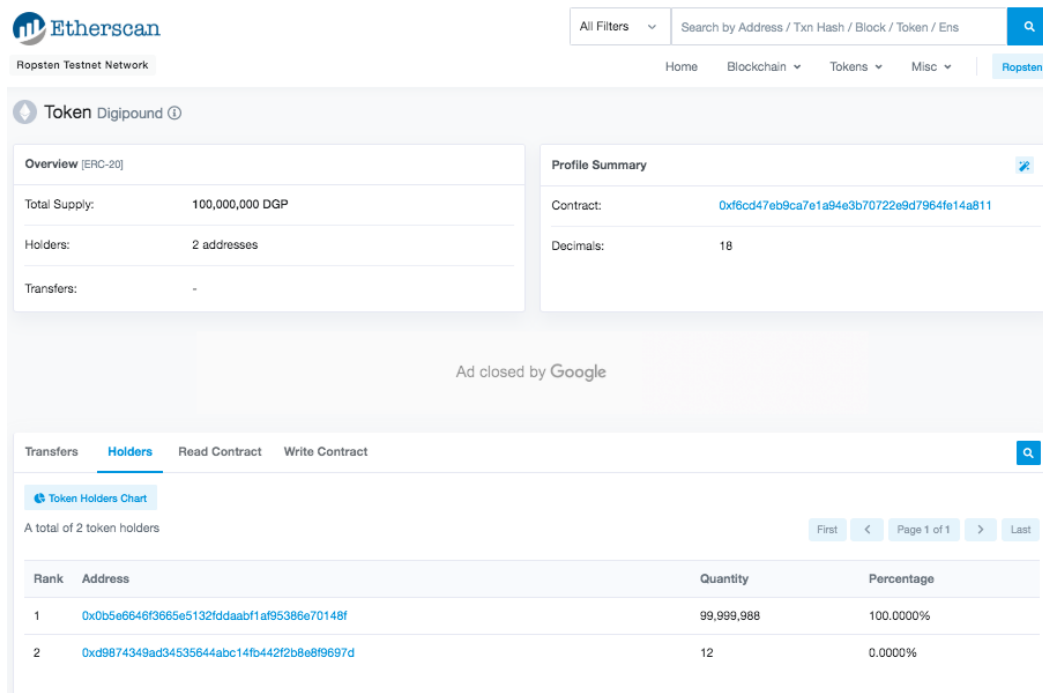 Etherscan
All Filters
Search by Address / Txn Hash / Block / Token / Ens
Ropsten Testnet Network
Home Blockchain Tokens Misc Ropsten
Token Digipound
Overview [ERC-20]
Total Supply: 100,000,000 DGP
Holders: 2 addresses
Transfers: -
Profile Summary
Contract: 0xf6cd47eb9ca7e1a94e3b70722e9d7964fe14a811
Decimals: 18
Ad closed by Google
Transfers Holders Read Contract Write Contract
Token Holders Chart
A total of 2 token holders
First < Page 1 of 1 > Last
Rank Address Quantity Percentage
1 0x0b5e6646f3665e5132fddaabf1af95386e70148f 99,999,988 100.0000%
2 0xd9874349ad34535644abc14fb442f2b8e8f9697d 12 0.0000%